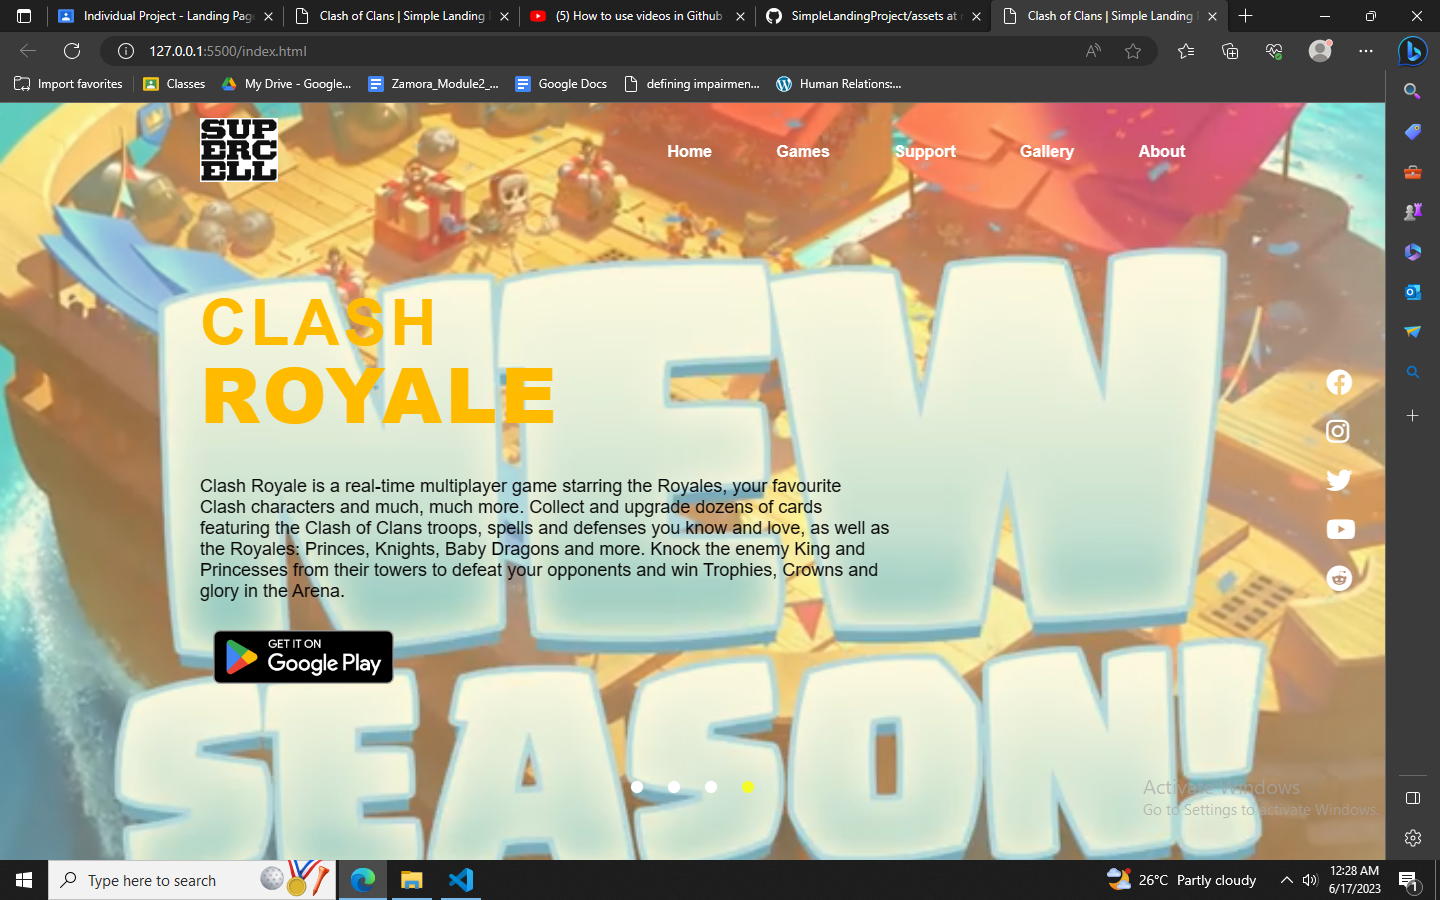 Individual Project - Landing Pag
Clash of Clans | Simple Landing
(5) How to use videos in Github
SimpleLandingProject/assets at
Clash of Clans | Simple Landing
127.0.0.1:5500/index.html
Import favorites
Classes
My Drive - Google...
Zamora_Module2_...
Google Docs
defining impairmen...
Human Relations:...
SUP
ERC
ELL
Home
Games
Support
Gallery
About
NEW
SEASON!
CLASH
ROYALE
Clash Royale is a real-time multiplayer game starring the Royales, your favourite
Clash characters and much, much more. Collect and upgrade dozens of cards
featuring the Clash of Clans troops, spells and defenses you know and love, as well as
the Royales: Princes, Knights, Baby Dragons and more. Knock the enemy King and
Princesses from their towers to defeat your opponents and win Trophies, Crowns and
glory in the Arena.
GET IT ON
Google Play
Activate Windows
Go to Settings to activate Windows.
Type here to search
26°C Partly cloudy
12:28 AM
6/17/2023
1